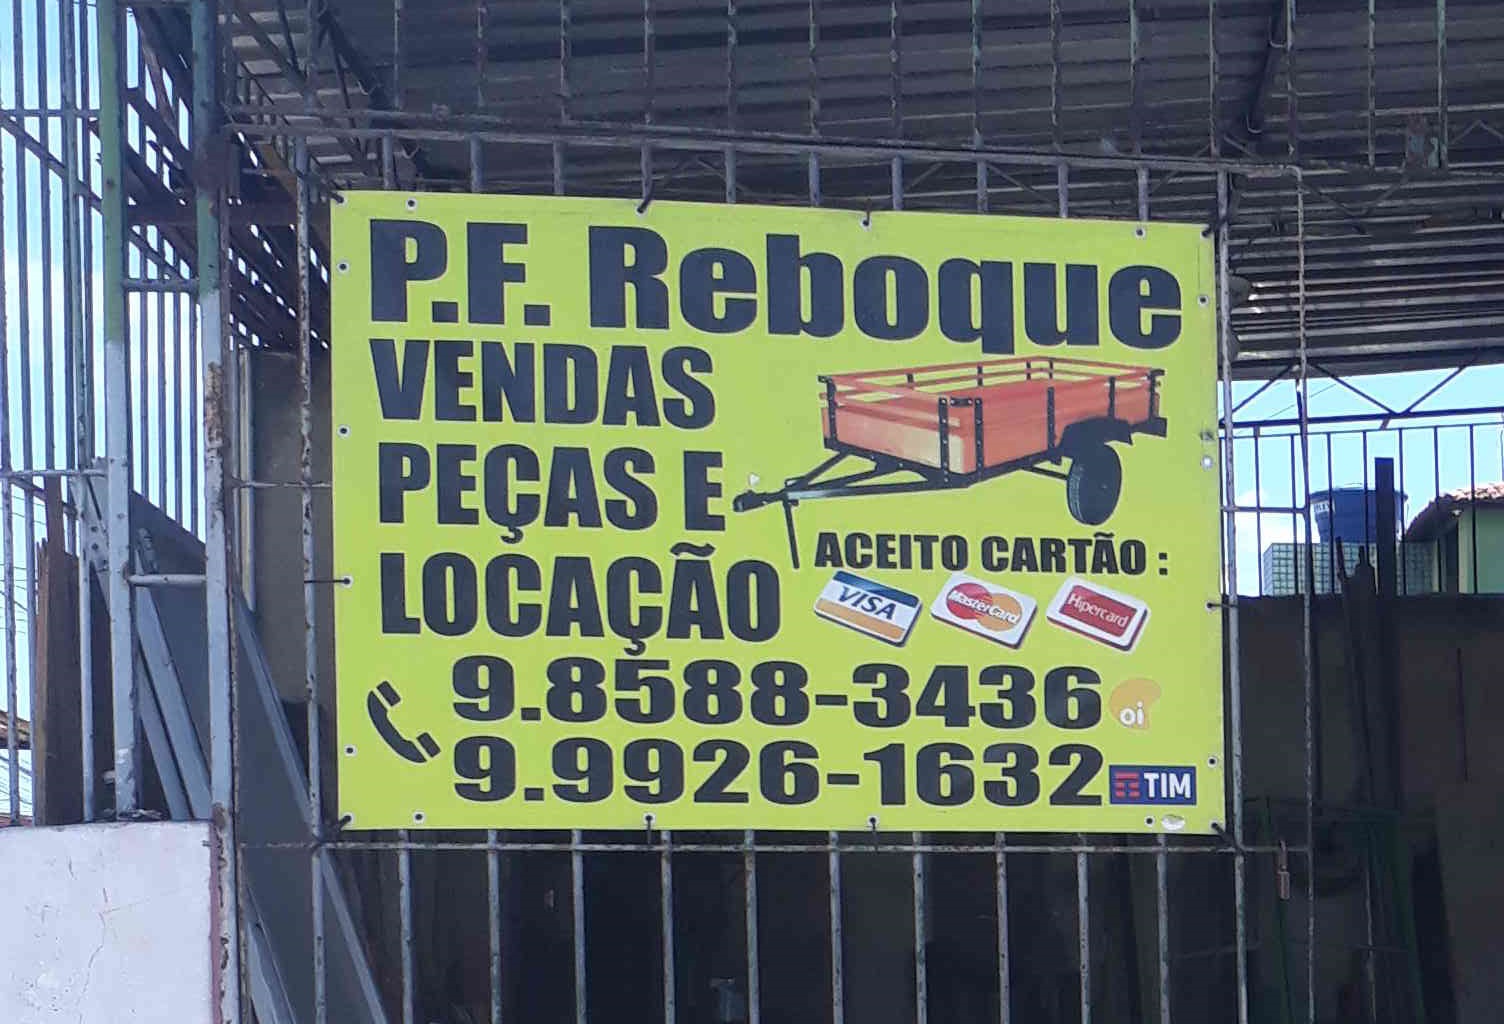 P.F. Reboque
VENDAS
PEÇAS E
LOCAÇÃO
ACEITO CARTÃO :
VISA MasterCard Hipercard
9.8588-3436 oi
9.9926-1632 TIM